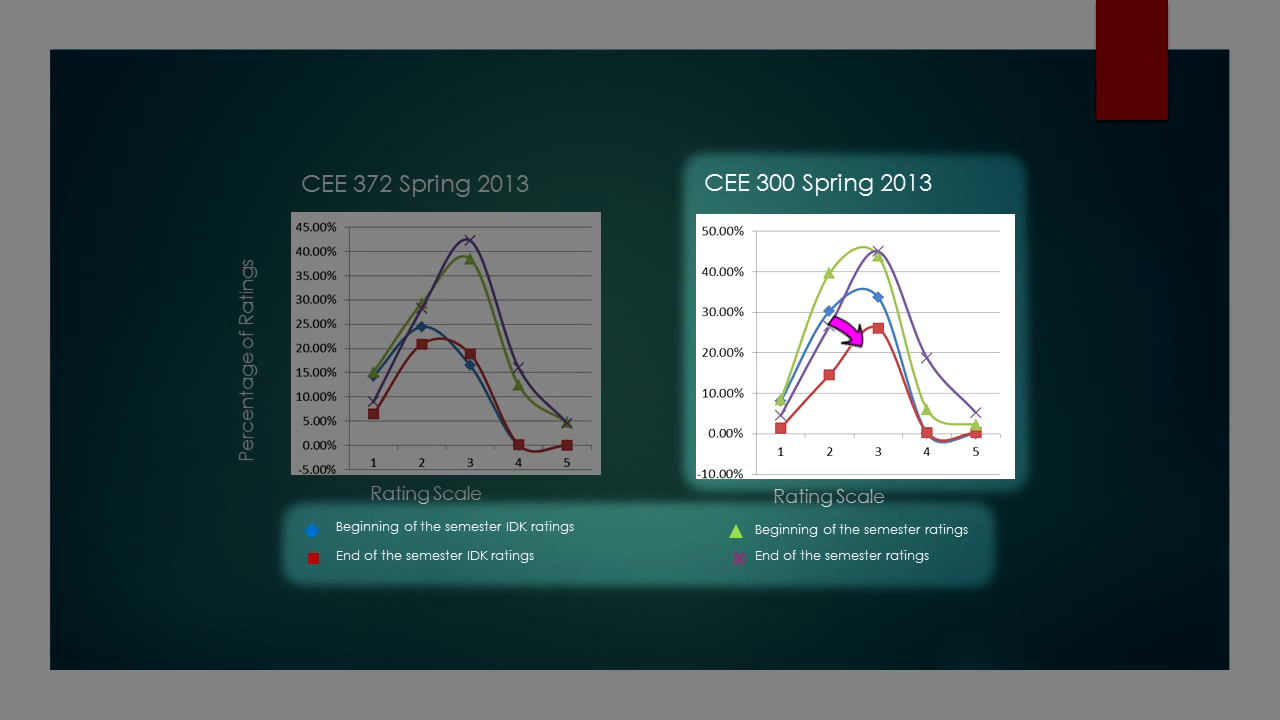 CEE 372 Spring 2013
Percentage of Ratings
45.00%
40.00%
35.00%
30.00%
25.00%
20.00%
15.00%
10.00%
5.00%
0.00%
-5.00%
1 2 3 4 5
Rating Scale
CEE 300 Spring 2013
50.00%
40.00%
30.00%
20.00%
10.00%
0.00%
-10.00%
1 2 3 4 5
Rating Scale
Beginning of the semester IDK ratings
End of the semester IDK ratings
Beginning of the semester ratings
End of the semester ratings